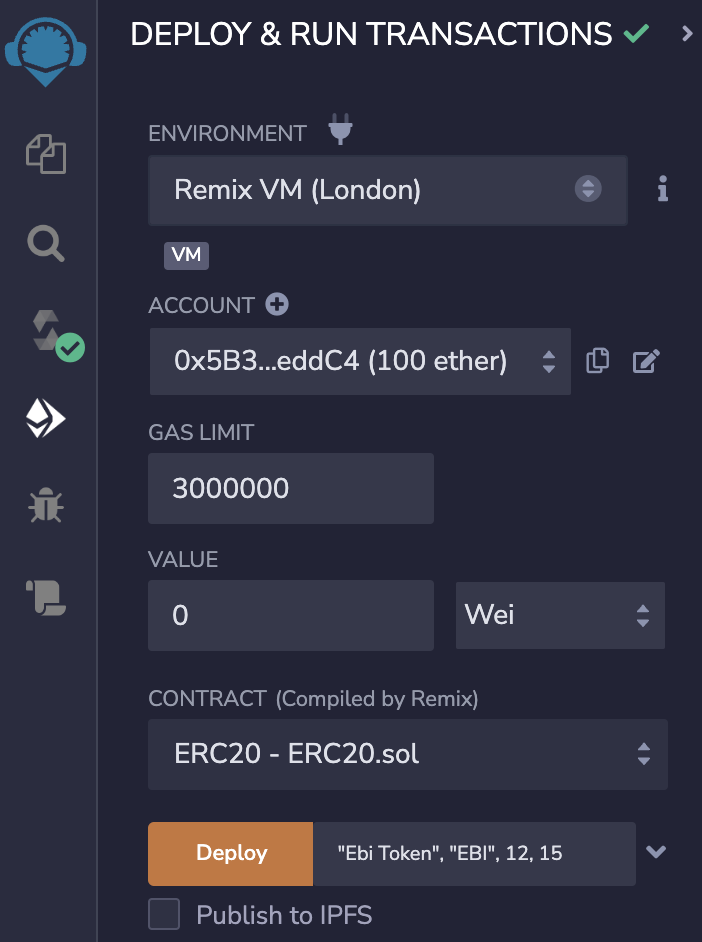 DEPLOY & RUN TRANSACTIONS
ENVIRONMENT
Remix VM (London)
VM
ACCOUNT
0x5B3...eddC4 (100 ether)
GAS LIMIT
3000000
VALUE
0 Wei
CONTRACT (Compiled by Remix)
ERC20 - ERC20.sol
Deploy "Ebi Token", "EBI", 12, 15
Publish to IPFS